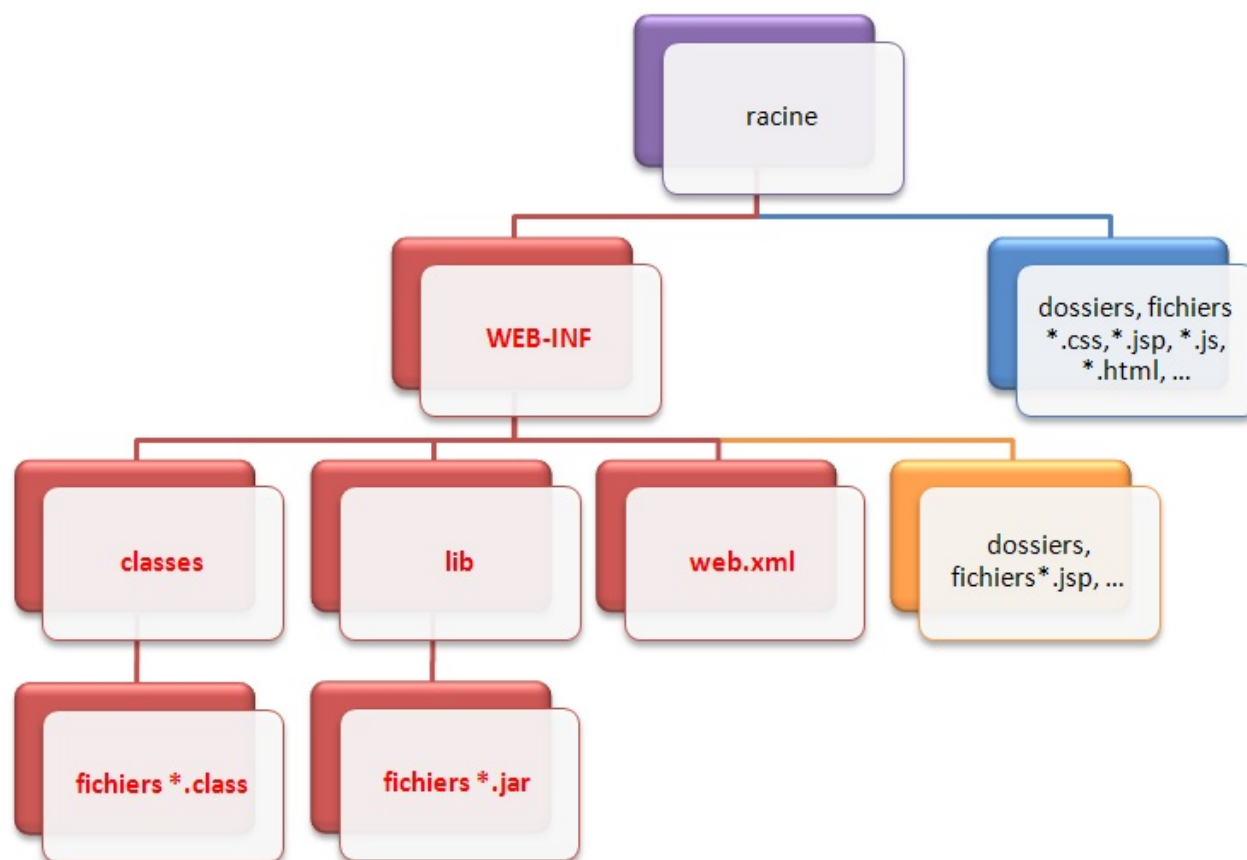 racine
WEB-INF
dossiers, fichiers
*.css,*.jsp, *.js,
*.html, ...
classes
lib
web.xml
dossiers,
fichiers*.jsp, ...
fichiers *.class
fichiers *.jar